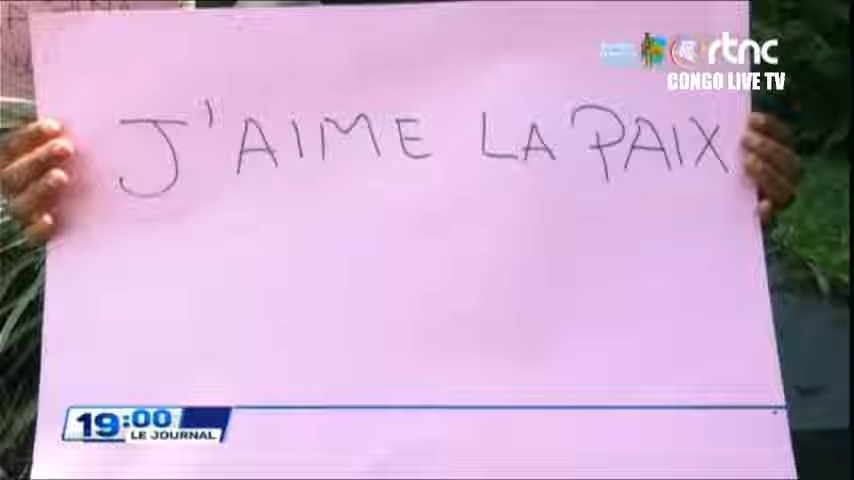 rtnc
CONGO LIVE TV
J'AIME LA PAIX
19:00
LE JOURNAL